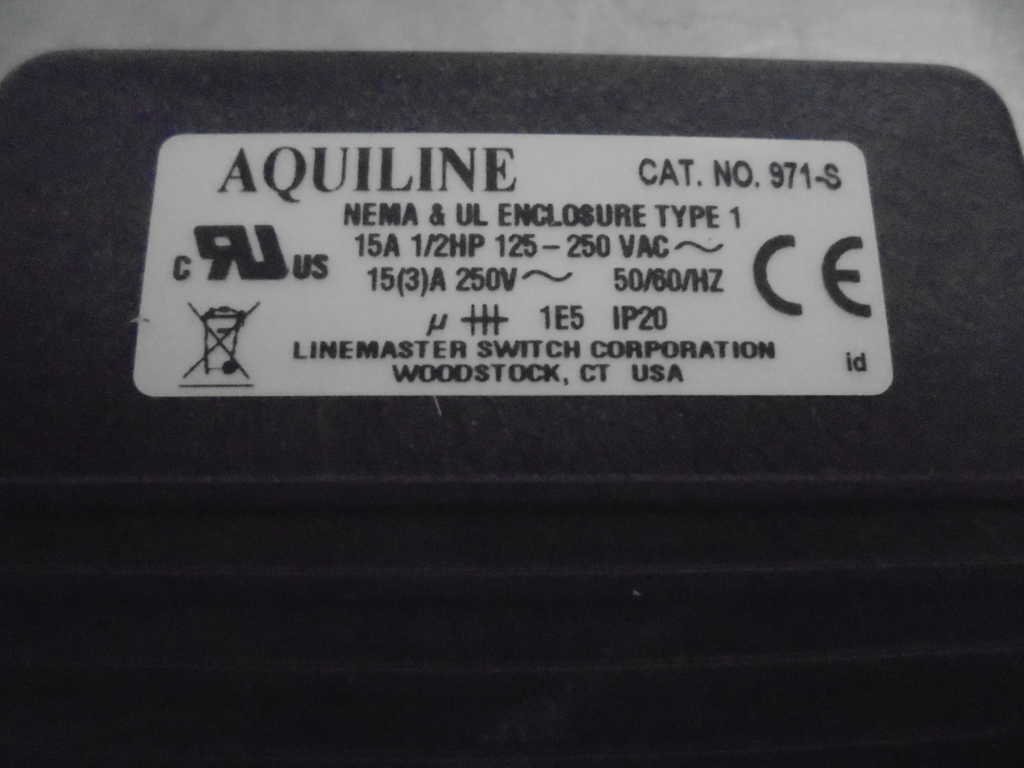 AQUILINE CAT. NO. 971-S
NEMA & UL ENCLOSURE TYPE 1
15A 1/2HP 125-250 VAC~
C RU US
15(3)A 250V~ 50/60/HZ
CE
µ 1E5 IP20
LINEMASTER SWITCH CORPORATION
id
WOODSTOCK, CT USA